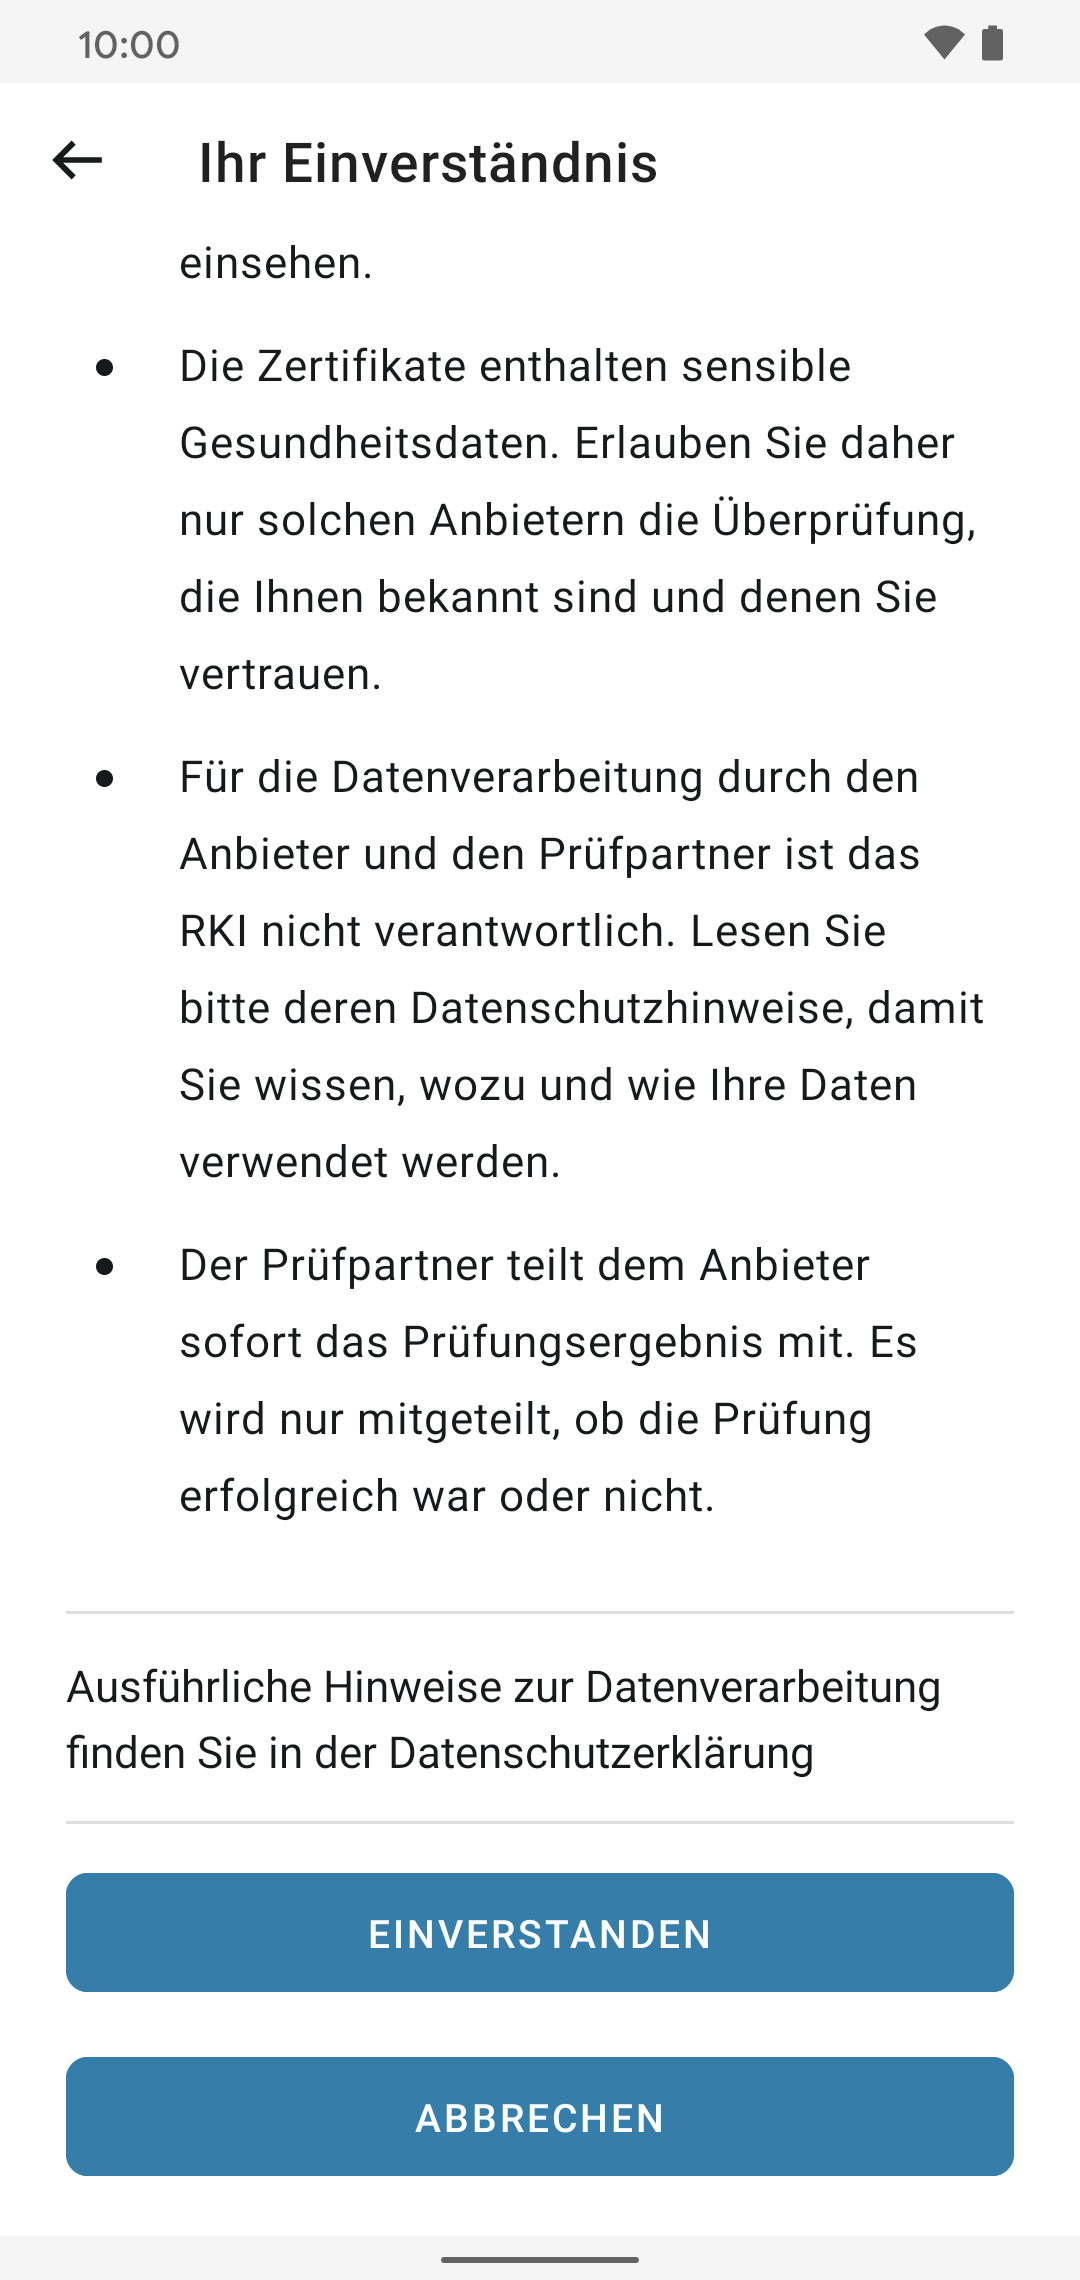 10:00
Ihr Einverständnis
einsehen.
• Die Zertifikate enthalten sensible
Gesundheitsdaten. Erlauben Sie daher
nur solchen Anbietern die Überprüfung,
die Ihnen bekannt sind und denen Sie
vertrauen.
• Für die Datenverarbeitung durch den
Anbieter und den Prüfpartner ist das
RKI nicht verantwortlich. Lesen Sie
bitte deren Datenschutzhinweise, damit
Sie wissen, wozu und wie Ihre Daten
verwendet werden.
• Der Prüfpartner teilt dem Anbieter
sofort das Prüfungsergebnis mit. Es
wird nur mitgeteilt, ob die Prüfung
erfolgreich war oder nicht.
Ausführliche Hinweise zur Datenverarbeitung
finden Sie in der Datenschutzerklärung
EINVERSTANDEN
ABBRECHEN